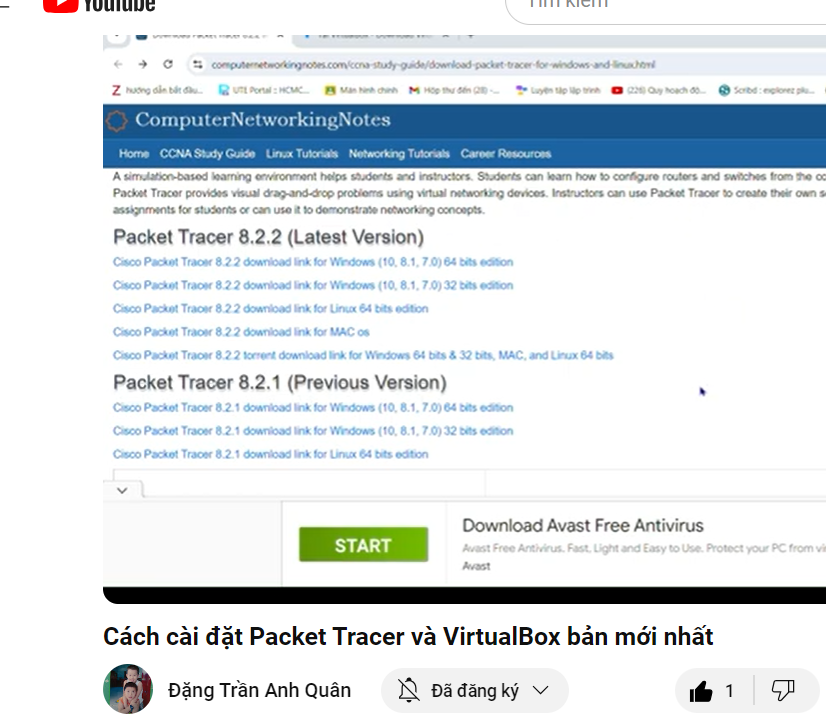 YouTube
Tìm kiếm
Download Packet Tracer 8.2.2
computernetworkingnotes.com/ccna-study-guide/download-packet-tracer-for-windows-and-linux.html
hướng dẫn bắt đầu... UTE Portal :: HCMC... Màn hình chính Hộp thư đến (28) -... Luyện tập lập trình (226) Quy hoạch độ... Scribd : explorez plu...
ComputerNetworkingNotes
Home CCNA Study Guide Linux Tutorials Networking Tutorials Career Resources
A simulation-based learning environment helps students and instructors. Students can learn how to configure routers and switches from the co
Packet Tracer provides visual drag-and-drop problems using virtual networking devices. Instructors can use Packet Tracer to create their own s
assignments for students or can use it to demonstrate networking concepts.
Packet Tracer 8.2.2 (Latest Version)
Cisco Packet Tracer 8.2.2 download link for Windows (10, 8.1, 7.0) 64 bits edition
Cisco Packet Tracer 8.2.2 download link for Windows (10, 8.1, 7.0) 32 bits edition
Cisco Packet Tracer 8.2.2 download link for Linux 64 bits edition
Cisco Packet Tracer 8.2.2 download link for MAC os
Cisco Packet Tracer 8.2.2 torrent download link for Windows 64 bits & 32 bits, MAC, and Linux 64 bits
Packet Tracer 8.2.1 (Previous Version)
Cisco Packet Tracer 8.2.1 download link for Windows (10, 8.1, 7.0) 64 bits edition
Cisco Packet Tracer 8.2.1 download link for Windows (10, 8.1, 7.0) 32 bits edition
Cisco Packet Tracer 8.2.1 download link for Linux 64 bits edition
START
Download Avast Free Antivirus
Avast Free Antivirus. Fast, Light and Easy to Use. Protect your PC from vi
Avast
Cách cài đặt Packet Tracer và VirtualBox bản mới nhất
Đặng Trần Anh Quân
Đã đăng ký
1